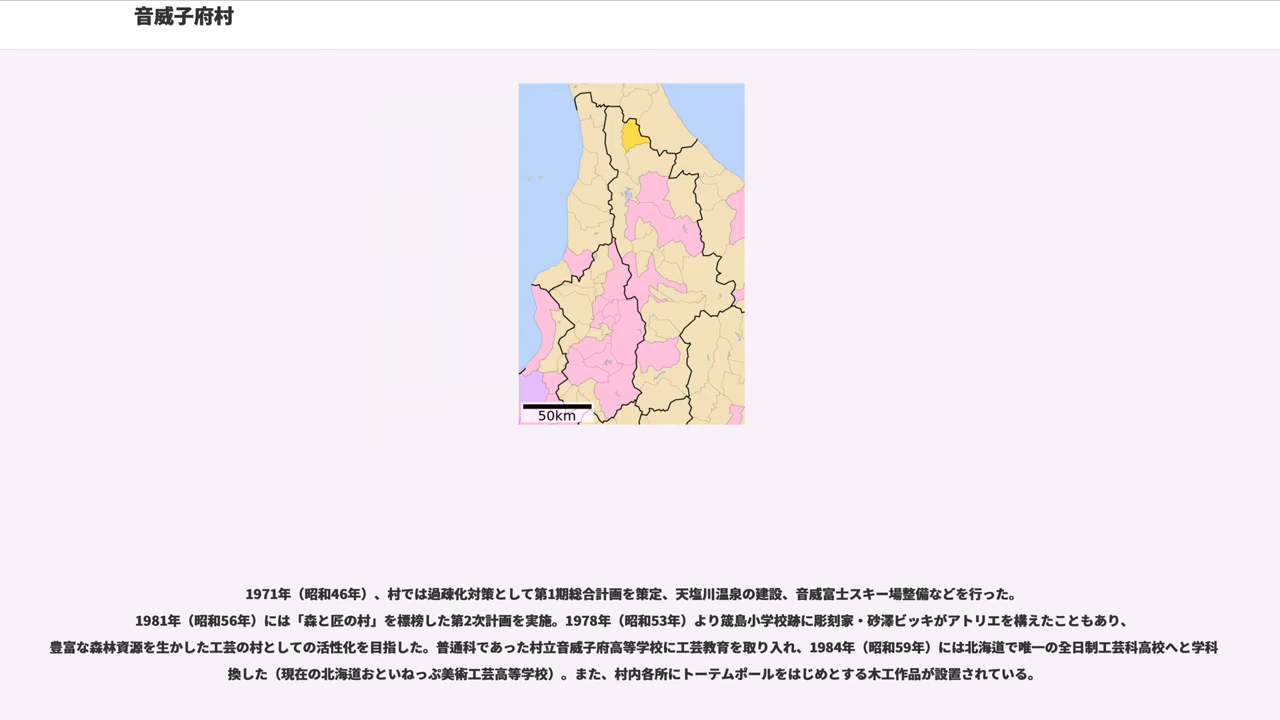 音威子府村
50km
1971年（昭和46年）、村では過疎化対策として第1期総合計画を策定、天塩川温泉の建設、音威富士スキー場整備などを行った。
1981年（昭和56年）には「森と匠の村」を標榜した第2次計画を実施。1978年（昭和53年）より筬島小学校跡に彫刻家・砂澤ビッキがアトリエを構えたこともあり、
豊富な森林資源を生かした工芸の村としての活性化を目指した。普通科であった村立音威子府高等学校に工芸教育を取り入れ、1984年（昭和59年）には北海道で唯一の全日制工芸科高校へと学科
換した（現在の北海道おといねっぷ美術工芸高等学校）。また、村内各所にトーテムポールをはじめとする木工作品が設置されている。